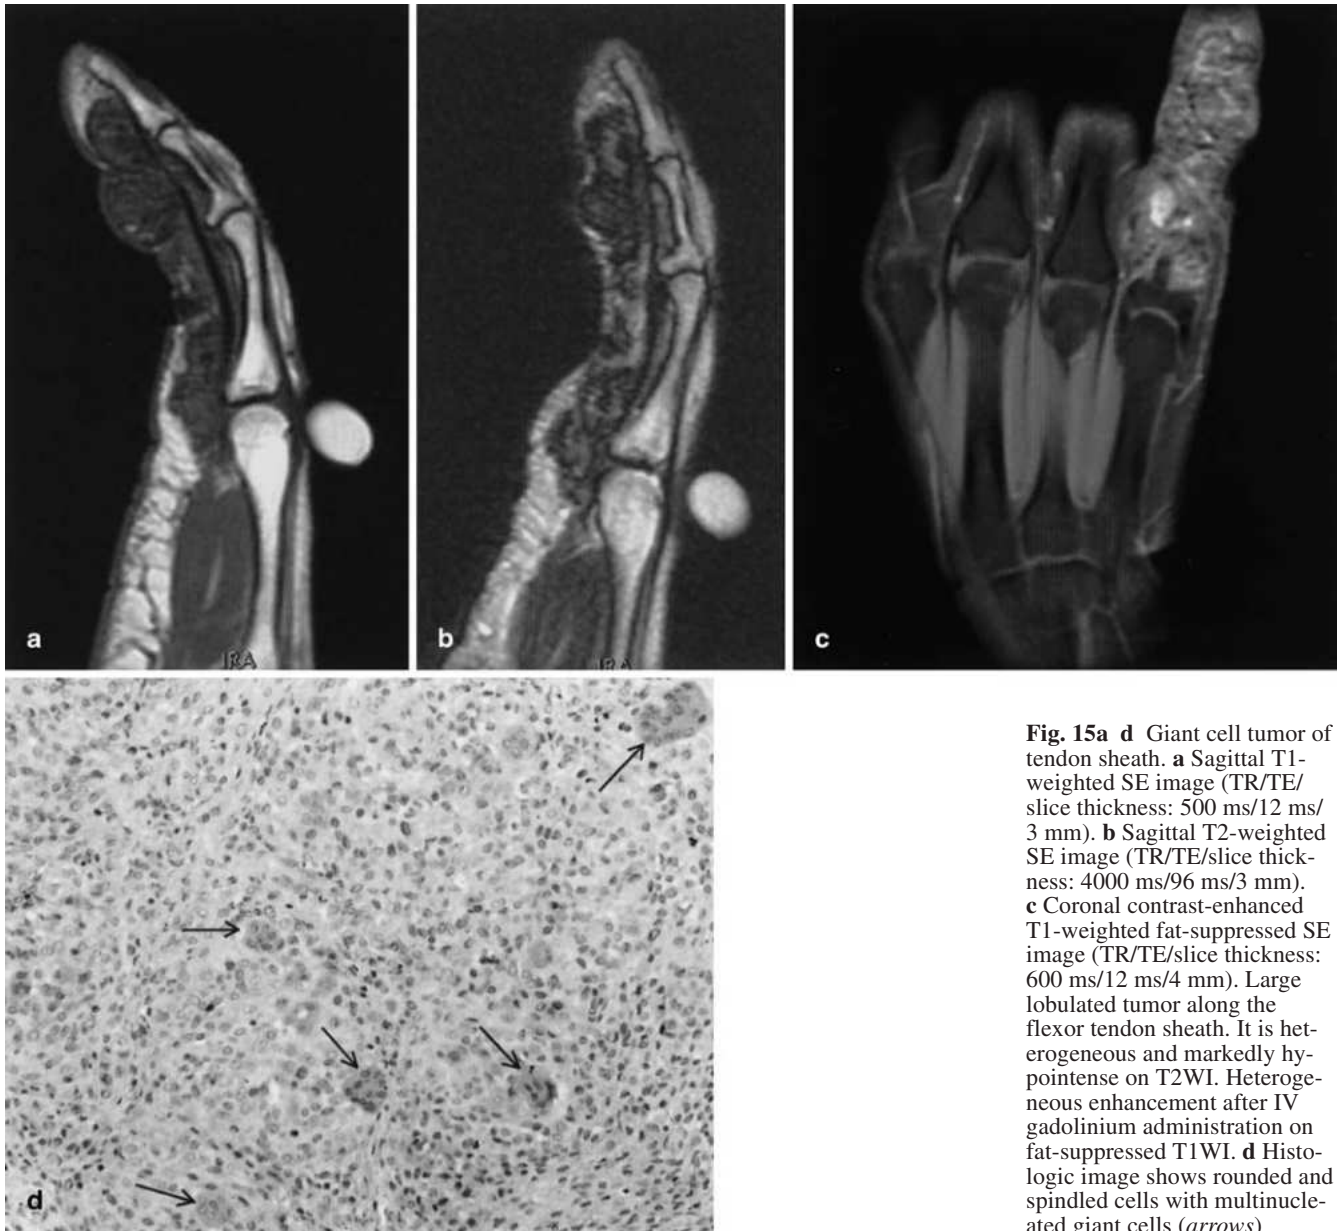 IRA
a
IRA
b
c
d
Fig. 15a d Giant cell tumor of
tendon sheath. a Sagittal T1-
weighted SE image (TR/TE/
slice thickness: 500 ms/12 ms/
3 mm). b Sagittal T2-weighted
SE image (TR/TE/slice thick-
ness: 4000 ms/96 ms/3 mm).
c Coronal contrast-enhanced
T1-weighted fat-suppressed SE
image (TR/TE/slice thickness:
600 ms/12 ms/4 mm). Large
lobulated tumor along the
flexor tendon sheath. It is het-
erogeneous and markedly hy-
pointense on T2WI. Heteroge-
neous enhancement after IV
gadolinium administration on
fat-suppressed T1WI. d Histo-
logic image shows rounded and
spindled cells with multinucle-
ated giant cells (arrows)